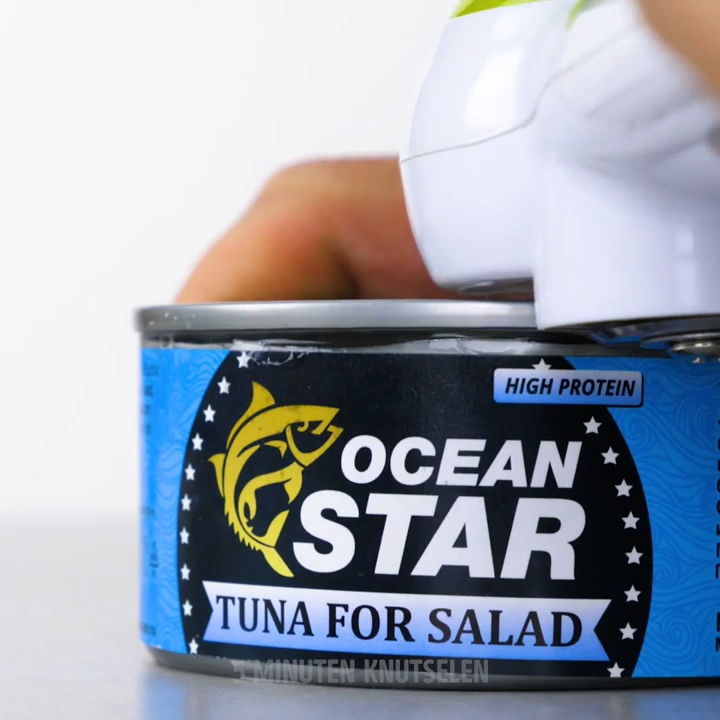 HIGH PROTEIN
OCEAN
STAR
TUNA FOR SALAD
5 MINUTEN KNUTSELEN